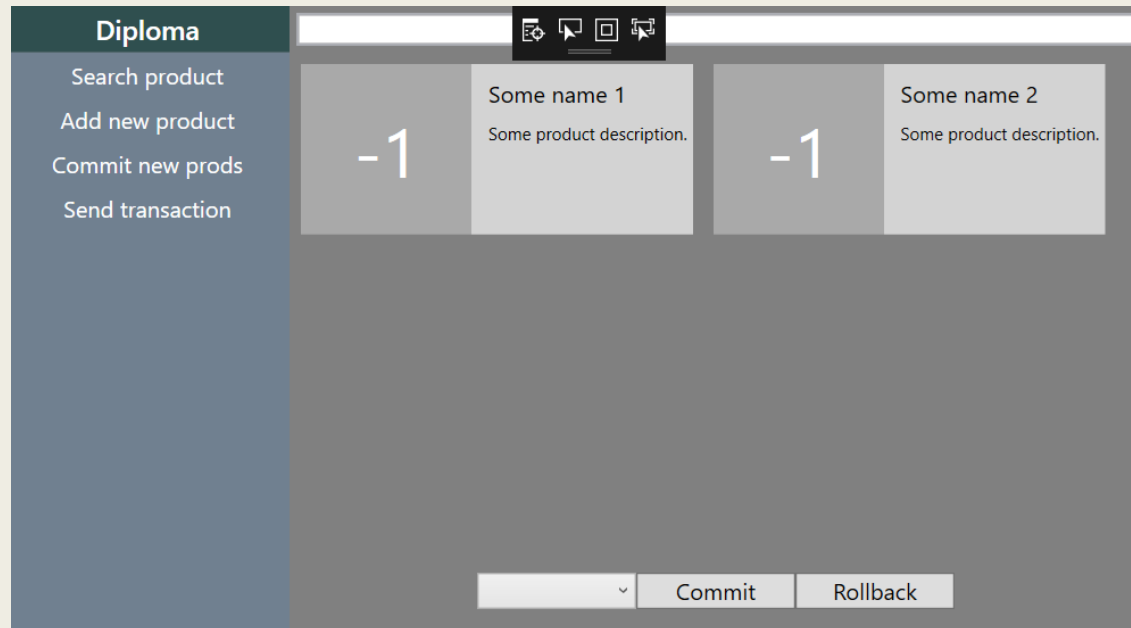 Diploma
Search product
Add new product
Commit new prods
Send transaction
-1
Some name 1
Some product description.
-1
Some name 2
Some product description.
Commit
Rollback